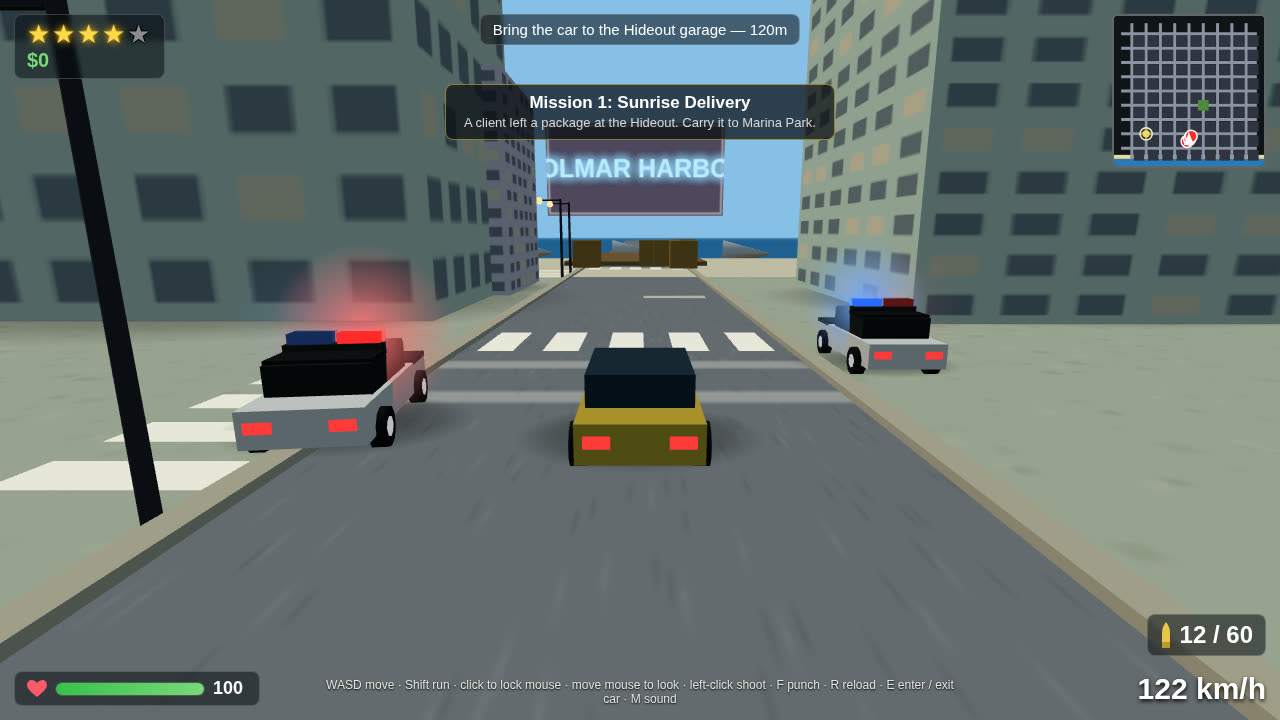 $0
Bring the car to the Hideout garage — 120m
Mission 1: Sunrise Delivery
A client left a package at the Hideout. Carry it to Marina Park.
OLMAR HARBO
12 / 60
100
WASD move · Shift run · click to lock mouse · move mouse to look · left-click shoot · F punch · R reload · E enter / exit
car · M sound
122 km/h